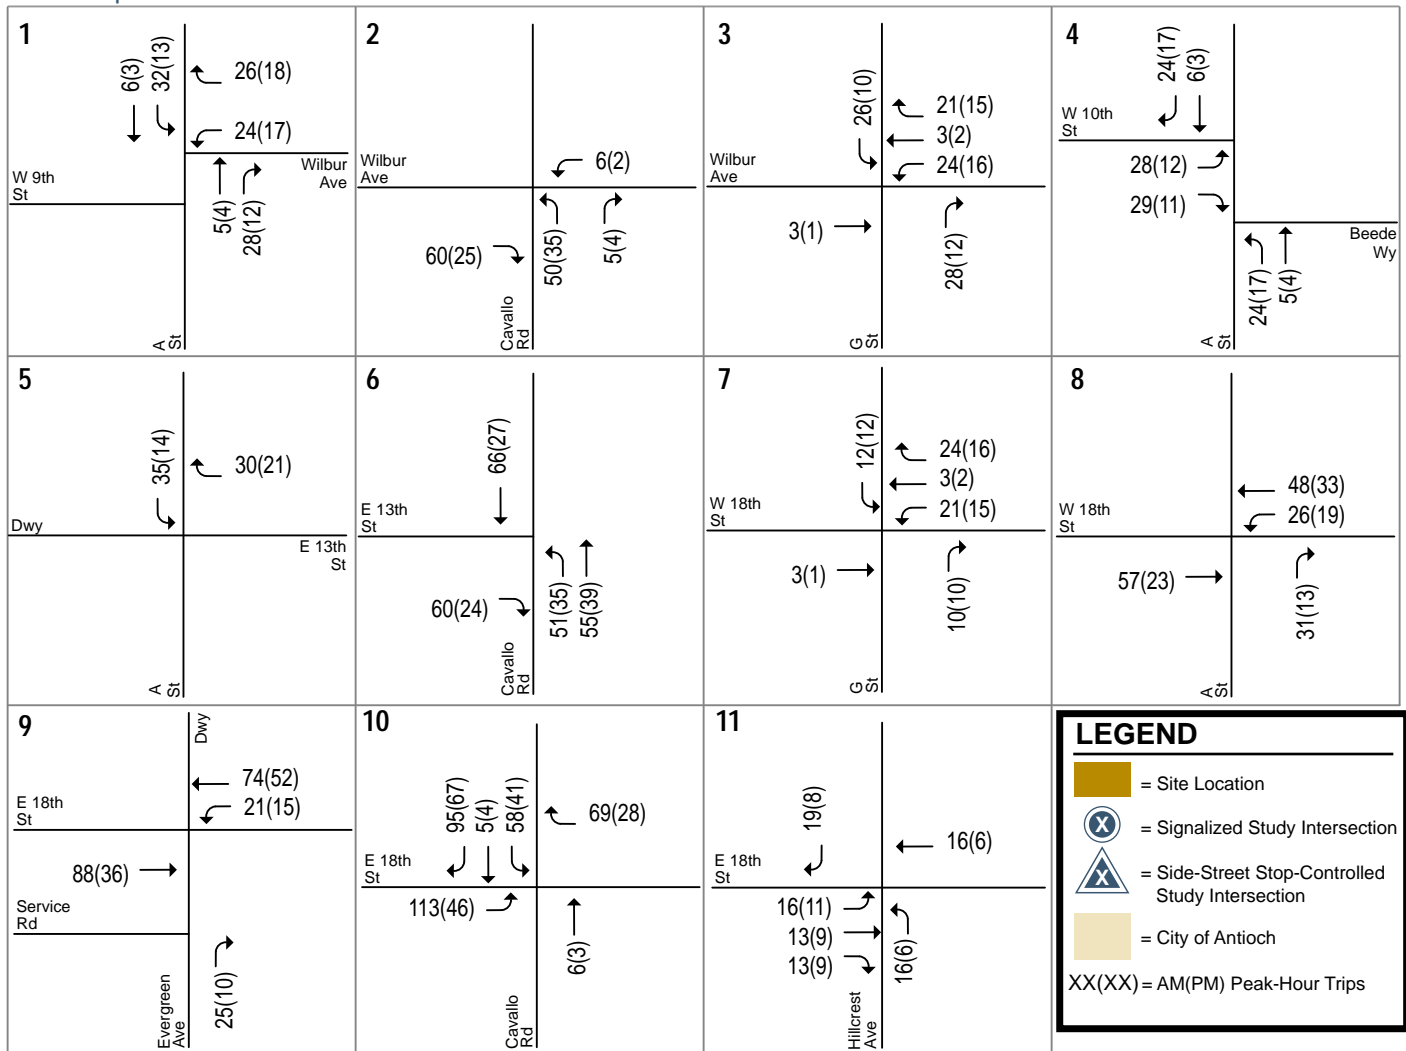 1
6(3)
32(13)
26(18)
24(17)
Wilbur
Ave
W 9th
St
5(4)
28(12)
A
St
2
Wilbur
Ave
6(2)
60(25)
50(35)
5(4)
Cavallo
Rd
3
26(10)
21(15)
3(2)
24(16)
Wilbur
Ave
3(1)
28(12)
G
St
4
24(17)
6(3)
W 10th
St
28(12)
29(11)
Beede
Wy
24(17)
5(4)
A
St
5
35(14)
30(21)
Dwy
E 13th
St
A
St
6
66(27)
E 13th
St
60(24)
51(35)
55(39)
Cavallo
Rd
7
12(12)
24(16)
3(2)
21(15)
W 18th
St
3(1)
10(10)
G
St
8
48(33)
26(19)
W 18th
St
57(23)
31(13)
A
St
9
Dwy
74(52)
21(15)
E 18th
St
88(36)
Service
Rd
25(10)
Evergreen
Ave
10
95(67)
5(4)
58(41)
69(28)
E 18th
St
113(46)
6(3)
Cavallo
Rd
11
19(8)
16(6)
E 18th
St
16(11)
13(9)
13(9)
16(6)
Hillcrest
Ave
LEGEND
= Site Location
X = Signalized Study Intersection
X = Side-Street Stop-Controlled
Study Intersection
= City of Antioch
XX(XX) = AM(PM) Peak-Hour Trips